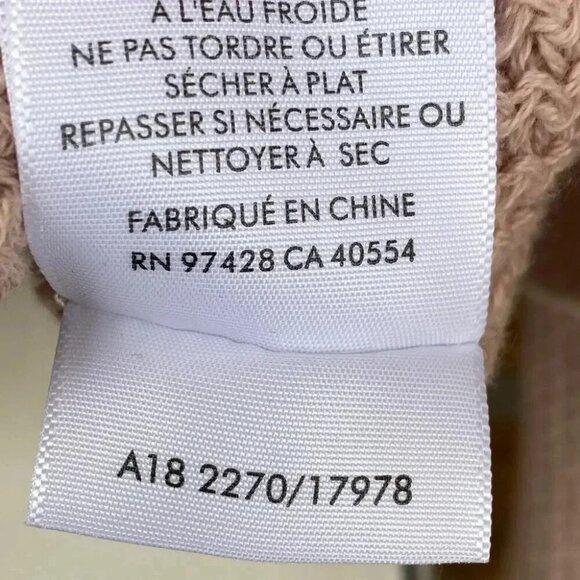 À L'EAU FROIDE
NE PAS TORDRE OU ÉTIRER
SÉCHER À PLAT
REPASSER SI NÉCESSAIRE OU
NETTOYER À SEC
FABRIQUÉ EN CHINE
RN 97428 CA 40554
A18 2270/17978